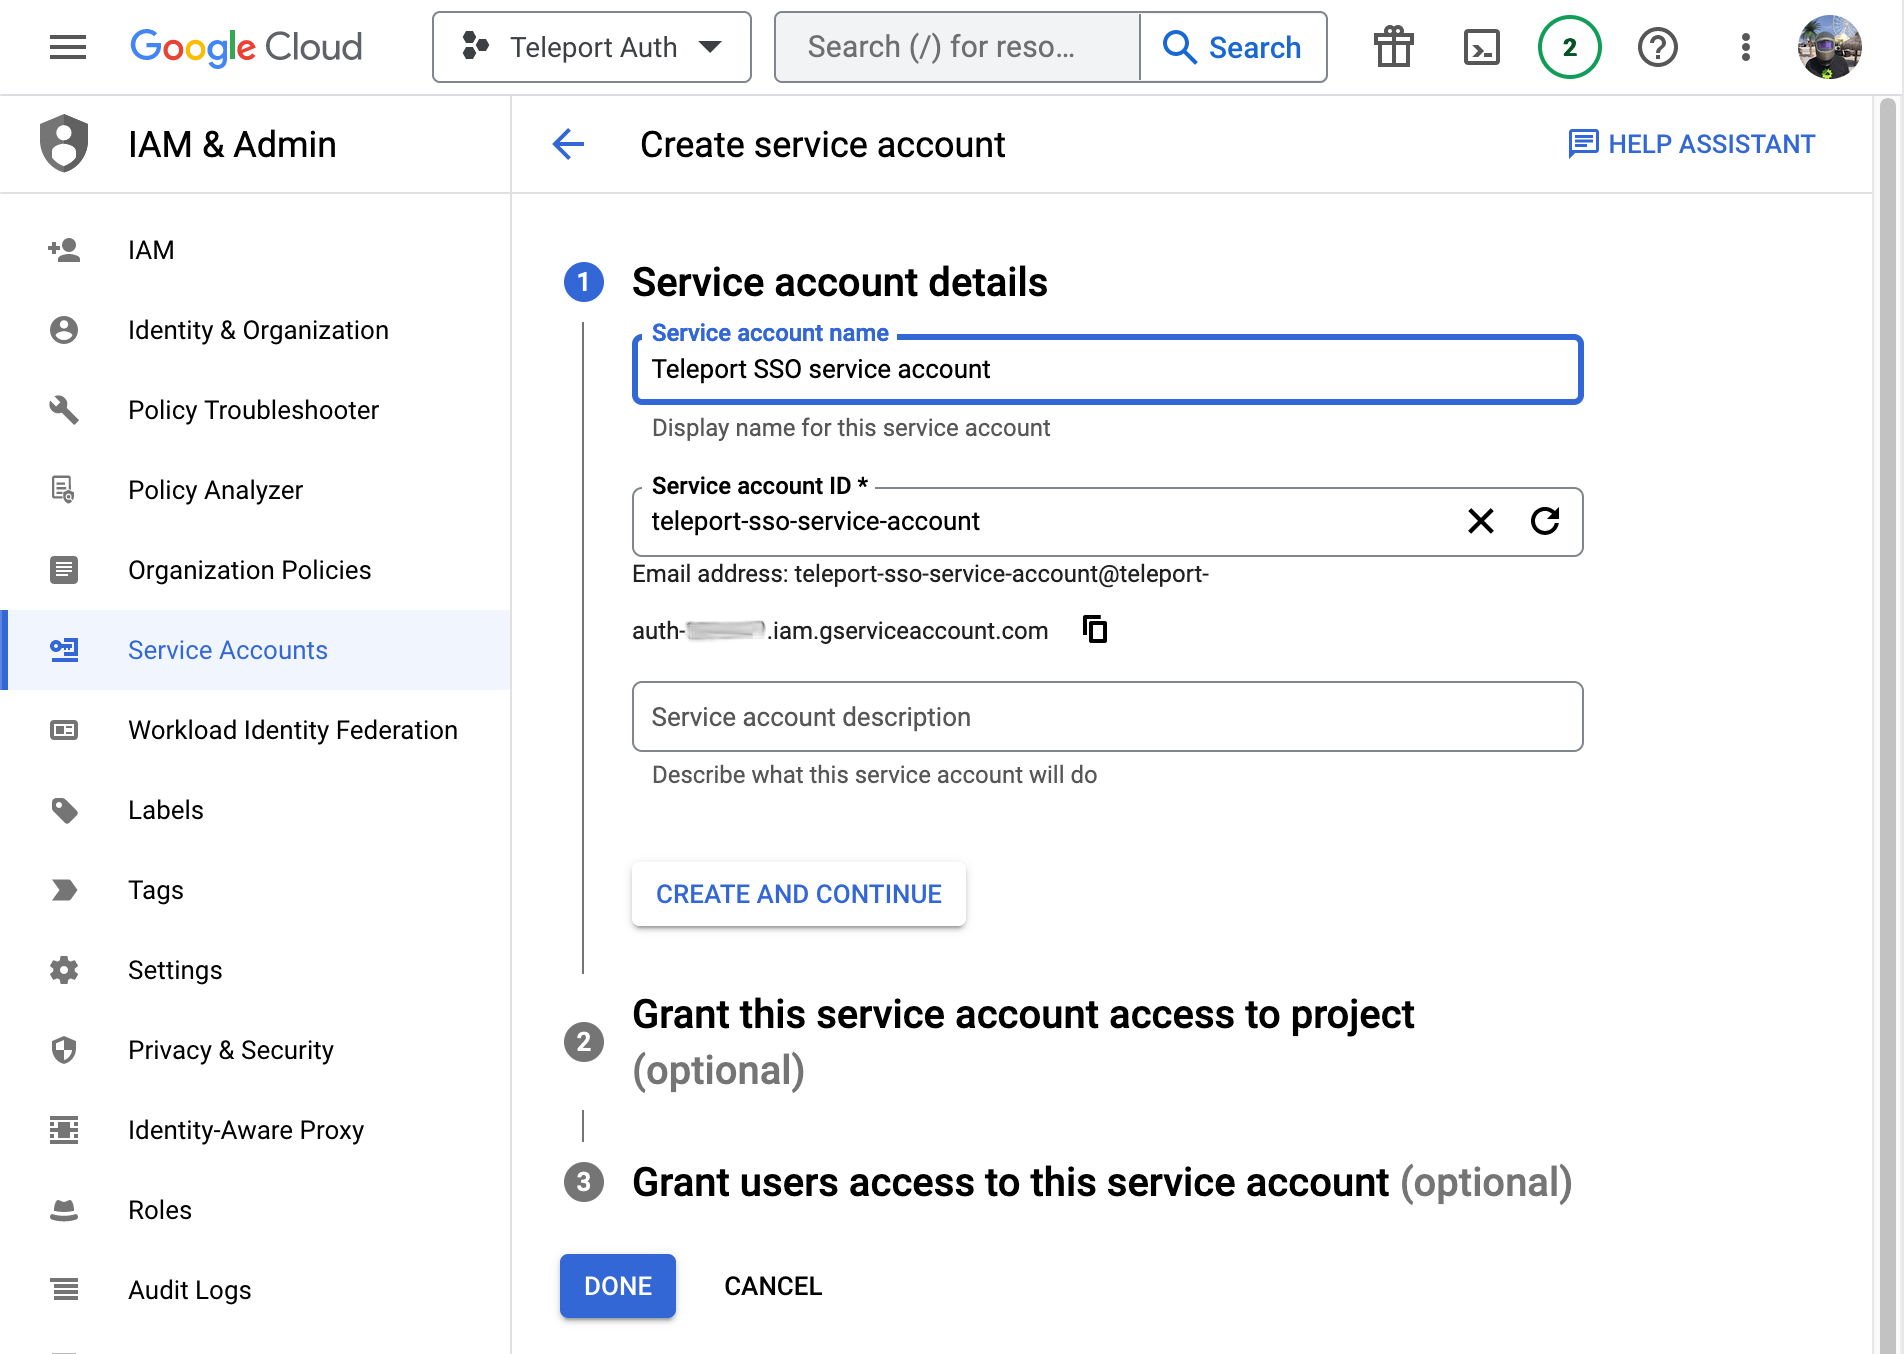 Google Cloud
Teleport Auth
Search (/) for reso...
Search
2
IAM & Admin
Create service account
HELP ASSISTANT
IAM
Identity & Organization
Policy Troubleshooter
Policy Analyzer
Organization Policies
Service Accounts
Workload Identity Federation
Labels
Tags
Settings
Privacy & Security
Identity-Aware Proxy
Roles
Audit Logs
1 Service account details
Service account name
Teleport SSO service account
Display name for this service account
Service account ID *
teleport-sso-service-account
Email address: teleport-sso-service-account@teleport-
auth-.iam.gserviceaccount.com
Service account description
Describe what this service account will do
CREATE AND CONTINUE
2 Grant this service account access to project
(optional)
3 Grant users access to this service account (optional)
DONE
CANCEL